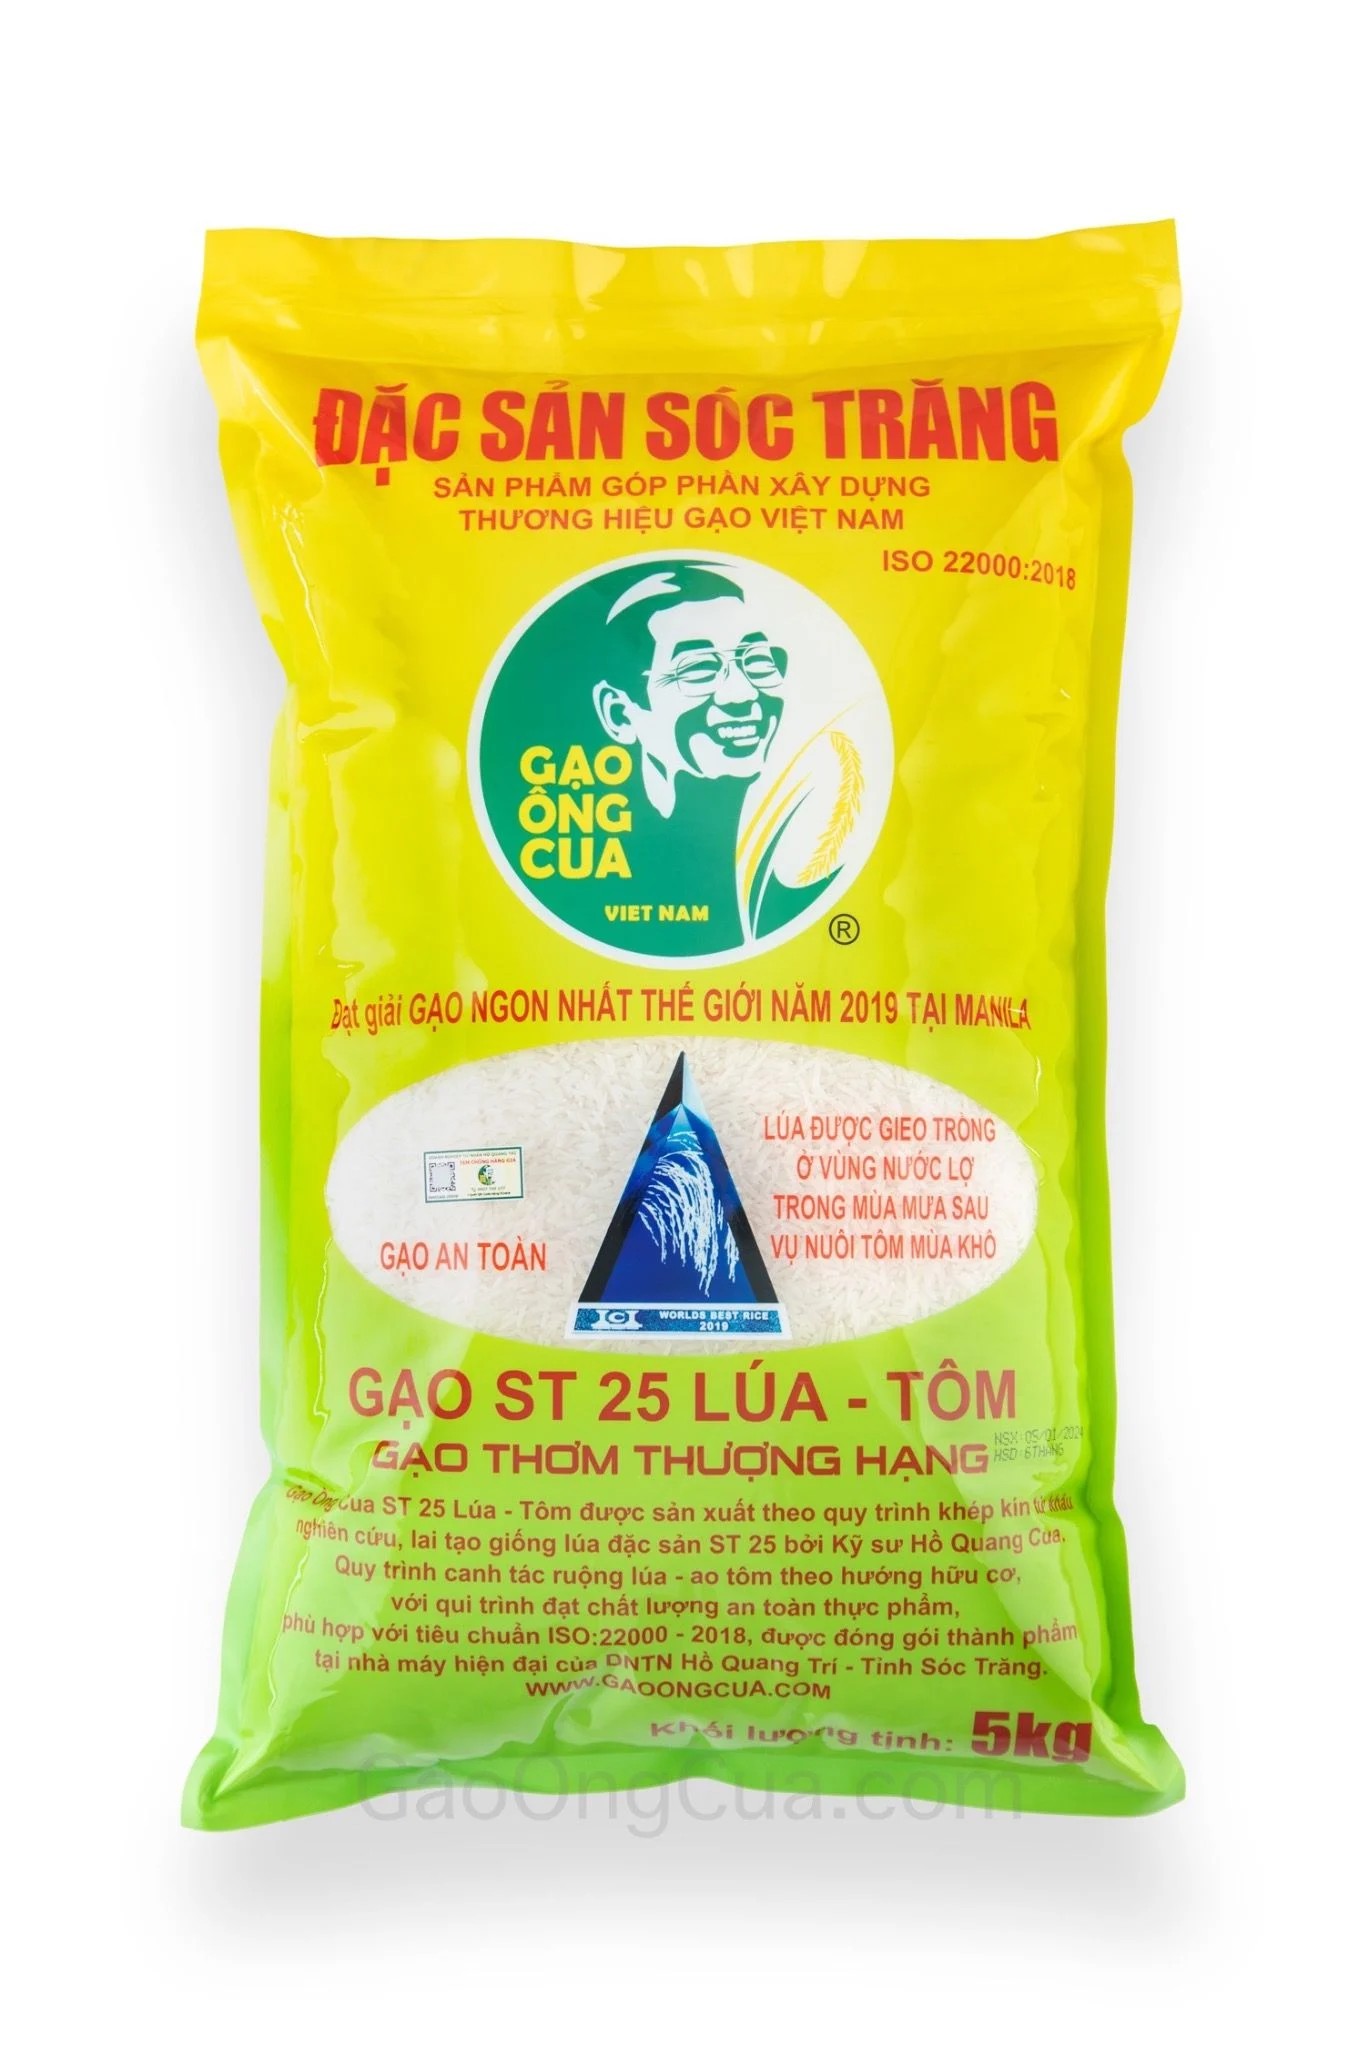 ĐẶC SẢN SÓC TRĂNG
SẢN PHẨM GÓP PHẦN XÂY DỰNG
THƯƠNG HIỆU GẠO VIỆT NAM
ISO 22000:2018
GẠO
ÔNG
CUA
VIET NAM
®
Đạt giải GẠO NGON NHẤT THẾ GIỚI NĂM 2019 TẠI MANILA
LÚA ĐƯỢC GIEO TRỒNG
Ở VÙNG NƯỚC LỢ
TRONG MÙA MƯA SAU
VỤ NUÔI TÔM MÙA KHÔ
GẠO AN TOÀN
WORLDS BEST RICE
2019
GẠO ST 25 LÚA - TÔM
NSX:05/01/2024
HSD:6THANG
GẠO THƠM THƯỢNG HẠNG
Gạo Ông Cua ST 25 Lúa - Tôm được sản xuất theo quy trình khép kín từ khâu
nghiên cứu, lai tạo giống lúa đặc sản ST 25 bởi Kỹ sư Hồ Quang Cua.
Quy trình canh tác ruộng lúa - ao tôm theo hướng hữu cơ,
với qui trình đạt chất lượng an toàn thực phẩm,
phù hợp với tiêu chuẩn ISO:22000 - 2018, được đóng gói thành phẩm
tại nhà máy hiện đại của DNTN Hồ Quang Trí - Tỉnh Sóc Trăng.
WWW.GAOONGCUA.COM
Khối lượng tịnh: 5kg
GaoOngCua.com